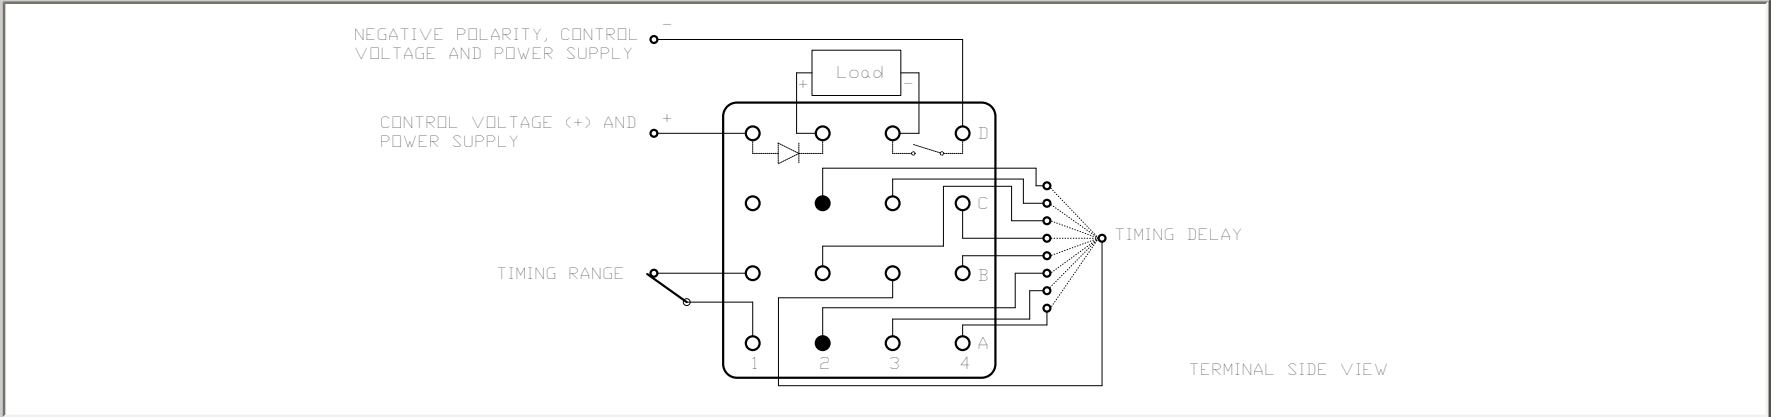 NEGATIVE POLARITY, CONTROL −
VOLTAGE AND POWER SUPPLY
Load
+ −
CONTROL VOLTAGE (+) AND +
POWER SUPPLY
D
C
TIMING DELAY
TIMING RANGE
B
A
1 2 3 4
TERMINAL SIDE VIEW